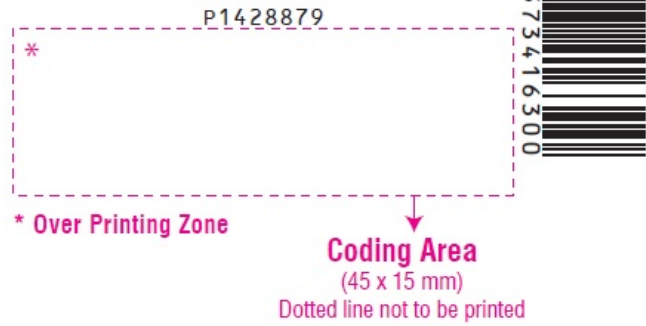 P1428879
*
* Over Printing Zone
Coding Area
(45 x 15 mm)
Dotted line not to be printed
73416300